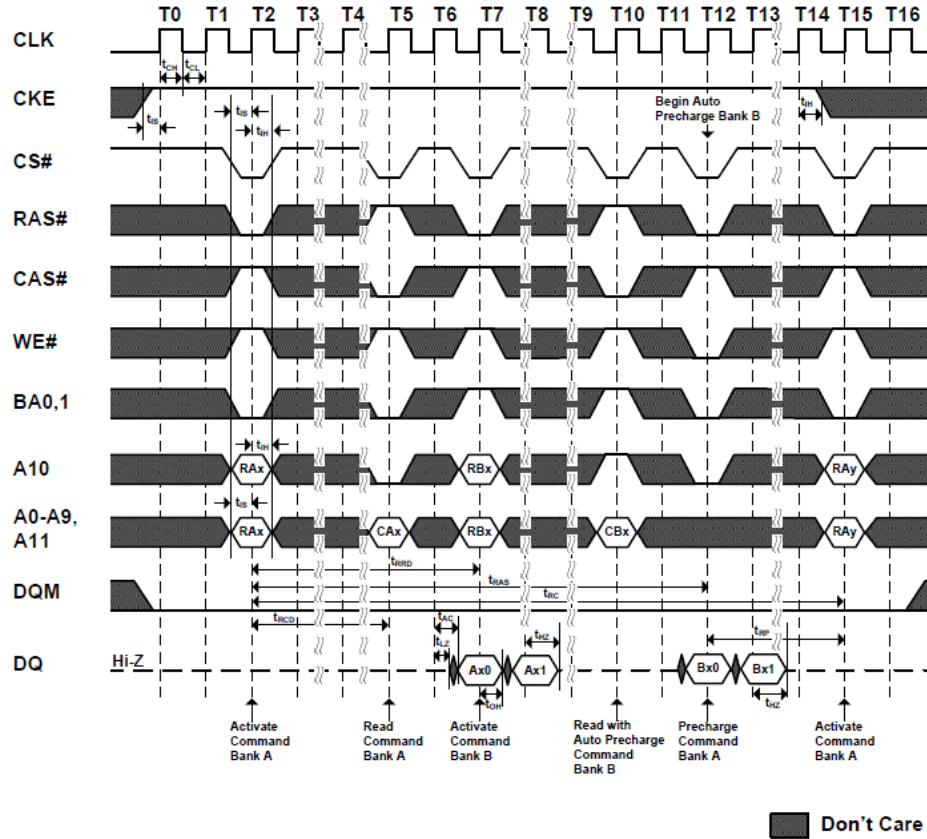 T0 T1 T2 T3 T4 T5 T6 T7 T8 T9 T10 T11 T12 T13 T14 T15 T16
CLK
tCH tCL
CKE
tIS
tIS
tIH
Begin Auto
Precharge Bank B
tIH
CS#
RAS#
CAS#
WE#
BA0,1
tIH
A10
RAx RBx RAy
tIS
A0-A9,
A11
RAx CAx RBx CBx RAy
tRRD
tRAS
DQM
tRC
tRCD
tAC
tLZ
tHZ
tRP
DQ
Hi-Z
Ax0 Ax1 Bx0 Bx1
tOH
tHZ
Activate
Command
Bank A
Read
Command
Bank A
Activate
Command
Bank B
Read with
Auto Precharge
Command
Bank B
Precharge
Command
Bank A
Activate
Command
Bank A
Don't Care